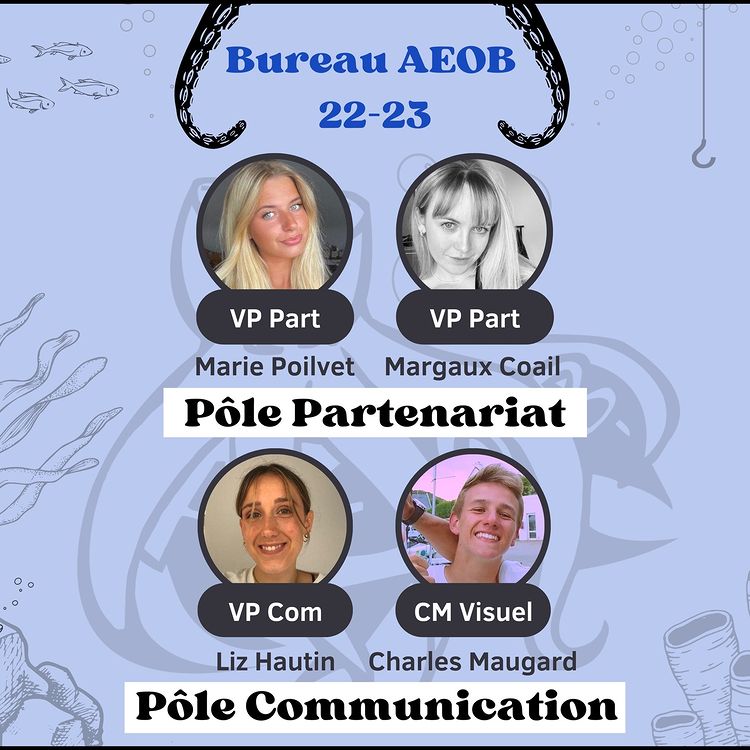 Bureau AEOB
22-23
VP Part
VP Part
Marie Poilvet
Margaux Coail
Pôle Partenariat
VP Com
CM Visuel
Liz Hautin
Charles Maugard
Pôle Communication